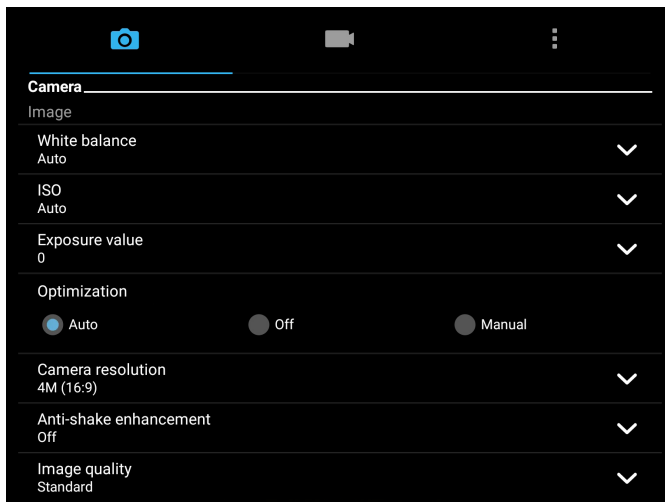 Camera
Image
White balance
Auto
ISO
Auto
Exposure value
0
Optimization
Auto Off Manual
Camera resolution
4M (16:9)
Anti-shake enhancement
Off
Image quality
Standard